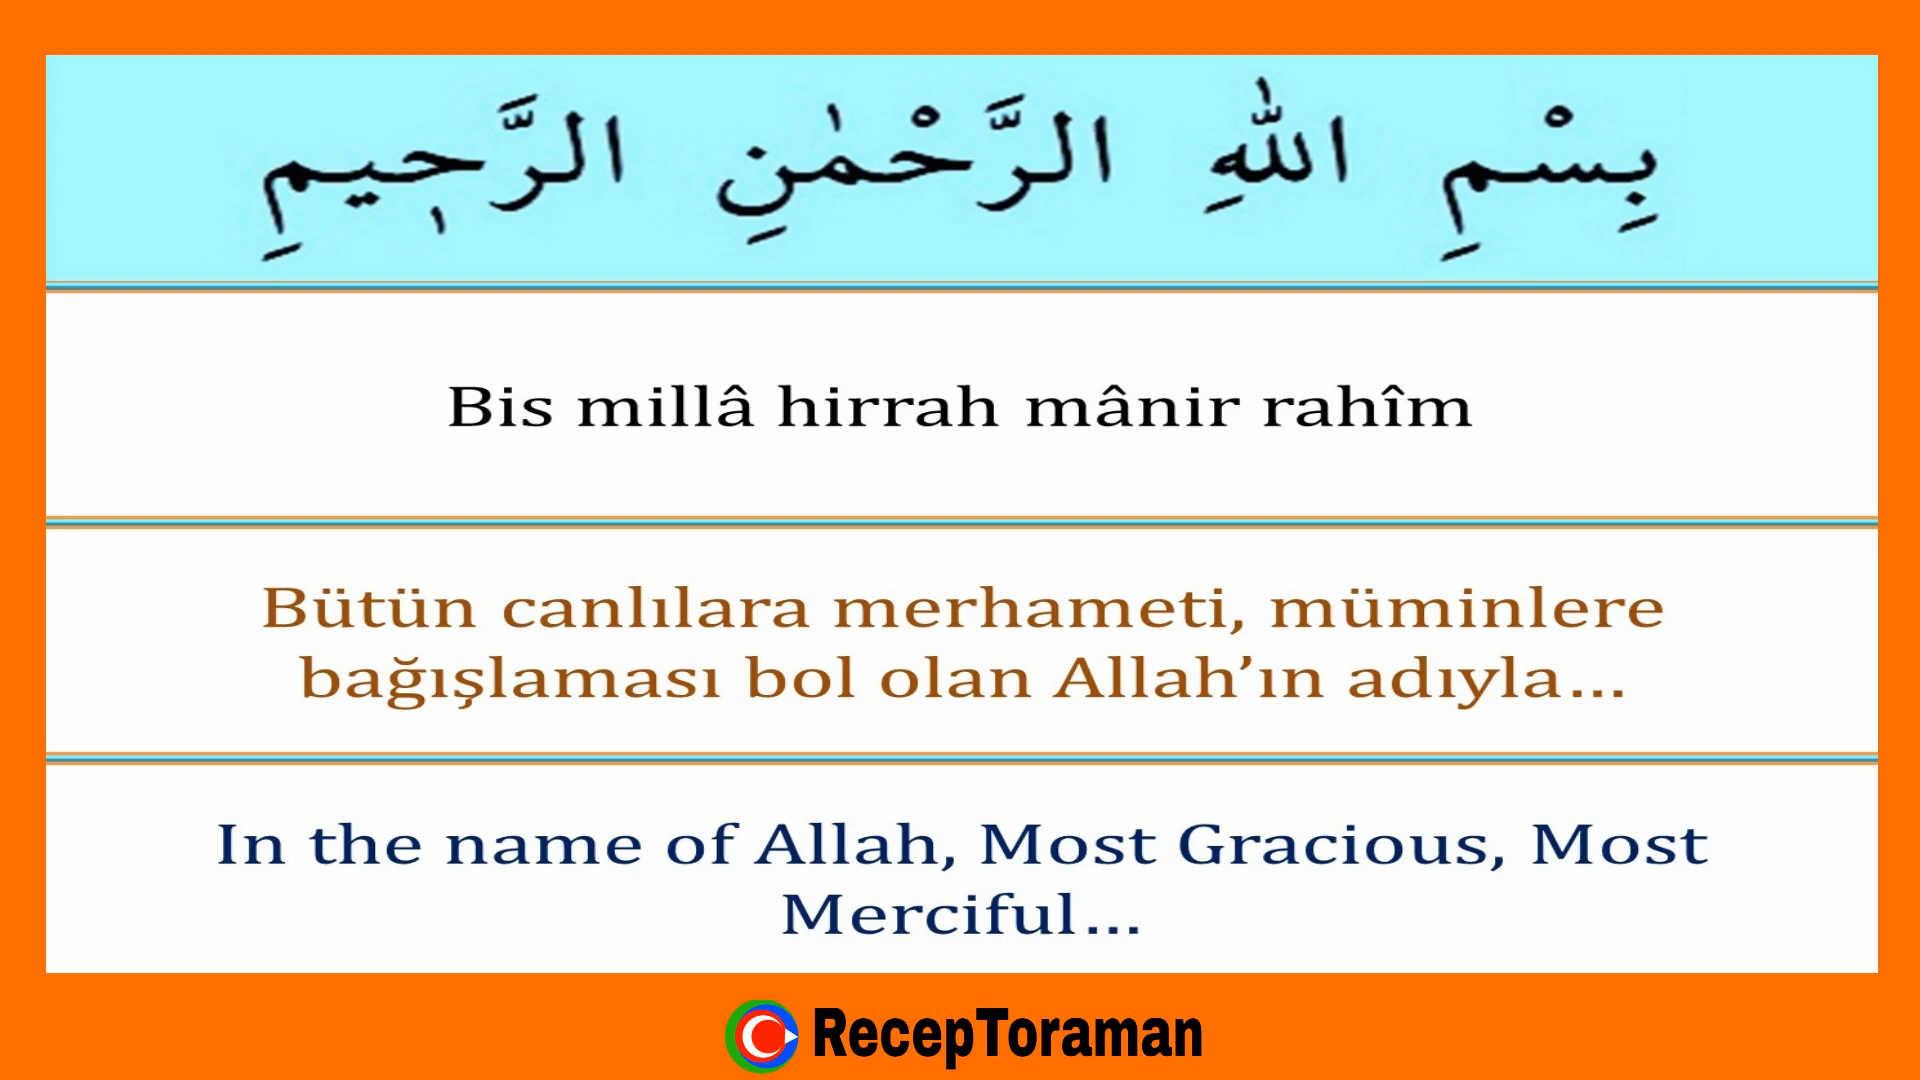 بِسْمِ اللّٰهِ الرَّحْمٰنِ الرَّحٖيمِ
Bis millâ hirrah mânir rahîm
Bütün canlılara merhameti, müminlere
bağışlaması bol olan Allah’ın adıyla...
In the name of Allah, Most Gracious, Most
Merciful...
RecepToraman